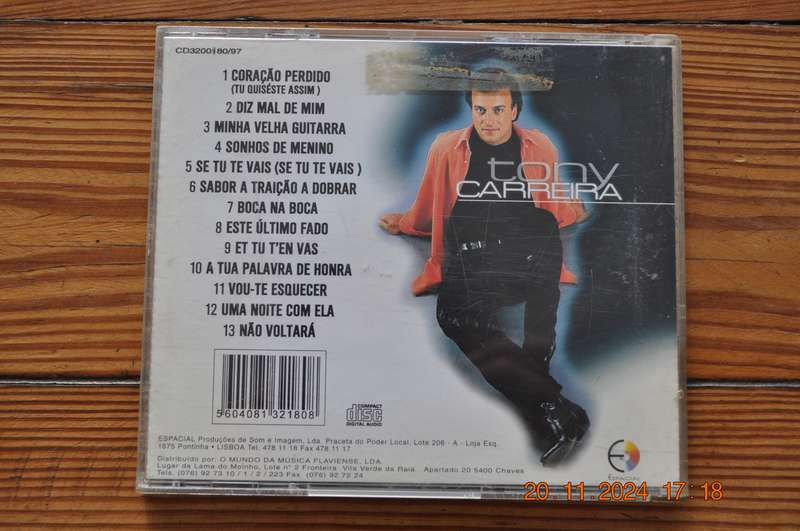 CD3200180/97
1 CORAÇÃO PERDIDO
(TU QUISÉSTE ASSIM )
2 DIZ MAL DE MIM
3 MINHA VELHA GUITARRA
4 SONHOS DE MENINO
5 SE TU TE VAIS (SE TU TE VAIS )
6 SABOR A TRAIÇÃO A DOBRAR
7 BOCA NA BOCA
8 ESTE ÚLTIMO FADO
9 ET TU T'EN VAS
10 A TUA PALAVRA DE HONRA
11 VOU-TE ESQUECER
12 UMA NOITE COM ELA
13 NÃO VOLTARÁ
tony
CARREIRA
5 604081 321808
COMPACT
disc
DIGITAL AUDIO
ESPACIAL Produções de Som e Imagem, Lda. Praceta do Poder Local, Lote 206 - A - Loja Esq.
1675 Pontinha • LISBOA Tel. 478 11 18 Fax 478 11 17
Distribuído por: O MUNDO DA MÚSICA FLAVIENSE, LDA.
Lugar da Lama do Moinho, Lote nº 2 Fronteira Vila Verde da Raia. Apartado 20 5400 Chaves
Tels. (076) 92 73 10 / 1 / 2 / 223 Fax (076) 92 72 24
E
ESPACIAL
20 11 2024 17:18